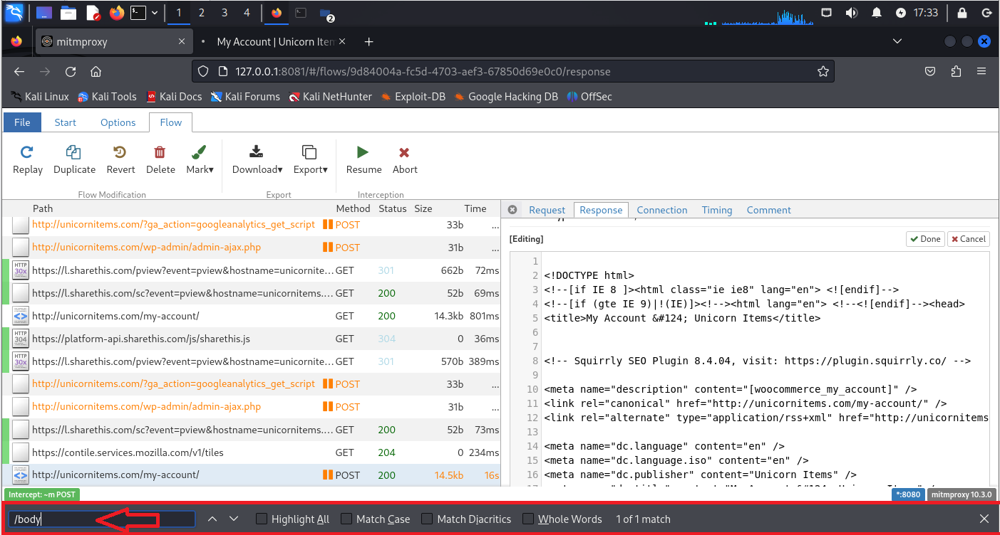 1 2 3 4 2 17:33
mitmproxy My Account | Unicorn Item
127.0.0.1:8081/#/flows/9d84004a-fc5d-4703-aef3-67850d69e0c0/response
Kali Linux Kali Tools Kali Docs Kali Forums Kali NetHunter Exploit-DB Google Hacking DB OffSec
File Start Options Flow
Replay Duplicate Revert Delete Mark▾ Download▾ Export▾ Resume Abort
Flow Modification Export Interception
Path Method Status Size Time
http://unicornitems.com/?ga_action=googleanalytics_get_script POST 33b ...
http://unicornitems.com/wp-admin/admin-ajax.php POST 31b ...
HTTP 30x https://l.sharethis.com/pview?event=pview&hostname=unicornite... GET 301 662b 72ms
https://l.sharethis.com/sc?event=pview&hostname=unicornitems.... GET 200 52b 69ms
http://unicornitems.com/my-account/ GET 200 14.3kb 801ms
HTTP 304 https://platform-api.sharethis.com/js/sharethis.js GET 304 0 36ms
HTTP 30x https://l.sharethis.com/pview?event=pview&hostname=unicornite... GET 301 570b 389ms
http://unicornitems.com/?ga_action=googleanalytics_get_script POST 33b ...
http://unicornitems.com/wp-admin/admin-ajax.php POST 31b ...
https://l.sharethis.com/sc?event=pview&hostname=unicornitems.... GET 200 52b 73ms
https://contile.services.mozilla.com/v1/tiles GET 204 0 234ms
http://unicornitems.com/my-account/ POST 200 14.5kb 16s
Request Response Connection Timing Comment
[Editing] Done Cancel
1
2 <!DOCTYPE html>
3 <!--[if IE 8 ]><html class="ie ie8" lang="en"> <![endif]-->
4 <!--[if (gte IE 9)|!(IE)]><!--><html lang="en"> <!--<![endif]--><head>
5 <title>My Account &#124; Unicorn Items</title>
6
7
8 <!-- Squirrly SEO Plugin 8.4.04, visit: https://plugin.squirrly.co/ -->
9
10 <meta name="description" content="[woocommerce_my_account]" />
11 <link rel="canonical" href="http://unicornitems.com/my-account/" />
12 <link rel="alternate" type="application/rss+xml" href="http://unicornitems
13
14 <meta name="dc.language" content="en" />
15 <meta name="dc.language.iso" content="en" />
16 <meta name="dc.publisher" content="Unicorn Items" />
Intercept: ~m POST *:8080 mitmproxy 10.3.0
/body Highlight All Match Case Match Diacritics Whole Words 1 of 1 match